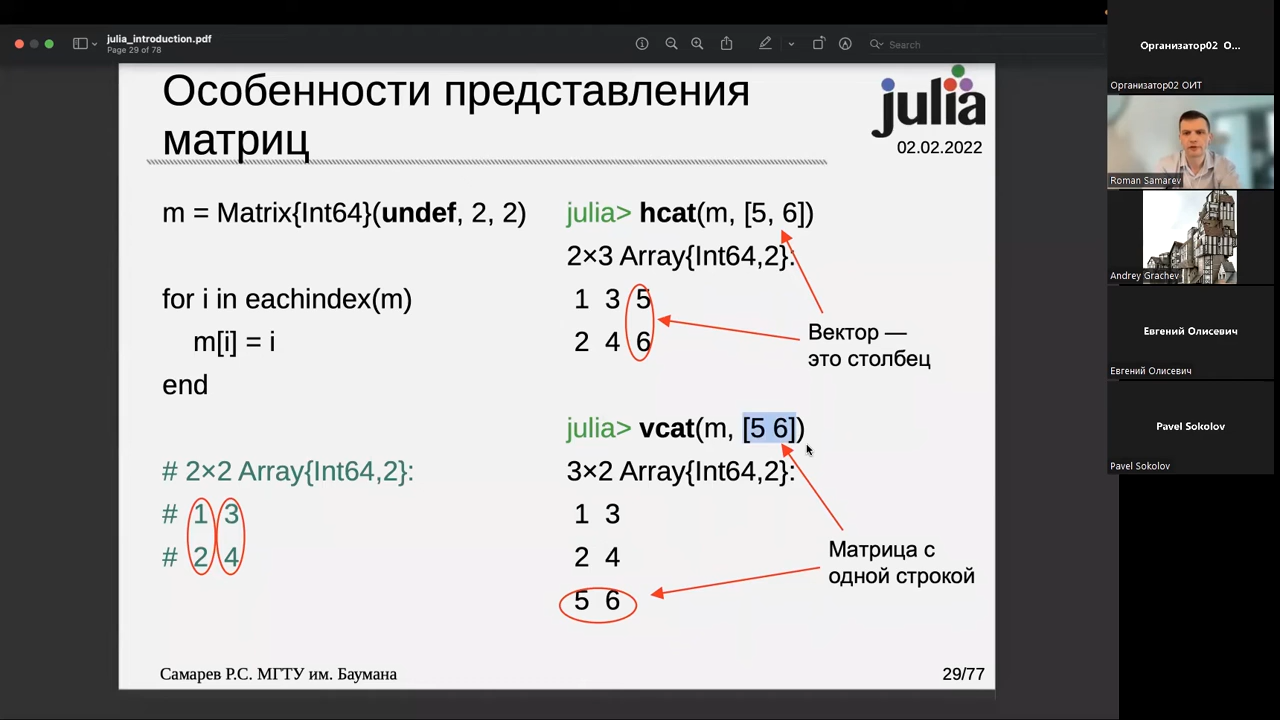 julia_introduction.pdf
Page 29 of 78
Search
Особенности представления
матриц
julia
02.02.2022
m = Matrix{Int64}(undef, 2, 2)
for i in eachindex(m)
m[i] = i
end
# 2×2 Array{Int64,2}:
# 1 3
# 2 4
julia> hcat(m, [5, 6])
2×3 Array{Int64,2}:
1 3 5
2 4 6
Вектор —
это столбец
julia> vcat(m, [5 6])
3×2 Array{Int64,2}:
1 3
2 4
5 6
Матрица с
одной строкой
Самарев Р.С. МГТУ им. Баумана
29/77
Организатор02 О...
Организатор02 ОИТ
Roman Samarev
Andrey Grachev
Евгений Олисевич
Евгений Олисевич
Pavel Sokolov
Pavel Sokolov